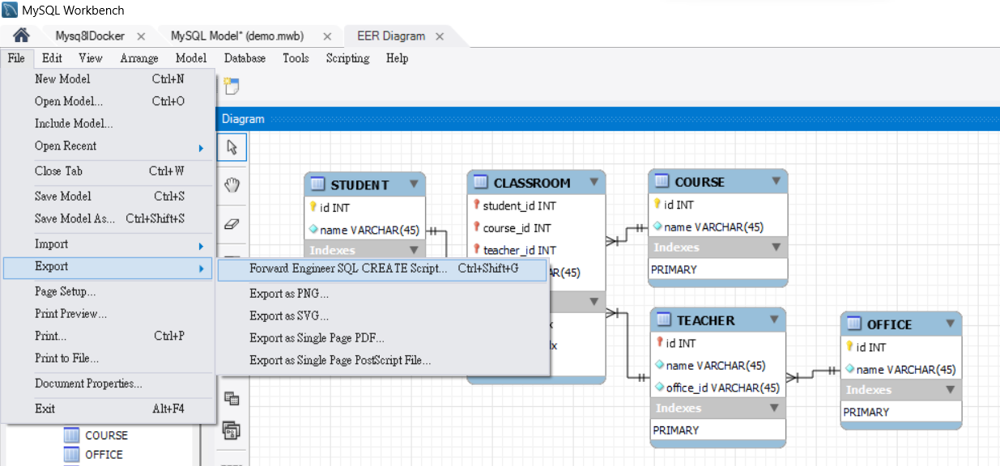 MySQL Workbench
Mysq8lDocker
MySQL Model* (demo.mwb)
EER Diagram
File Edit View Arrange Model Database Tools Scripting Help
New Model Ctrl+N
Open Model... Ctrl+O
Include Model...
Open Recent
Close Tab Ctrl+W
Save Model Ctrl+S
Save Model As... Ctrl+Shift+S
Import
Export
Page Setup...
Print Preview...
Print... Ctrl+P
Print to File...
Document Properties...
Exit Alt+F4
Forward Engineer SQL CREATE Script... Ctrl+Shift+G
Export as PNG...
Export as SVG...
Export as Single Page PDF...
Export as Single Page PostScript File...
COURSE
OFFICE
Diagram
STUDENT
id INT
name VARCHAR(45)
Indexes
CLASSROOM
student_id INT
course_id INT
teacher_id INT
AR(45)
COURSE
id INT
name VARCHAR(45)
Indexes
PRIMARY
TEACHER
id INT
name VARCHAR(45)
office_id VARCHAR(45)
Indexes
PRIMARY
OFFICE
id INT
name VARCHAR(45)
Indexes
PRIMARY